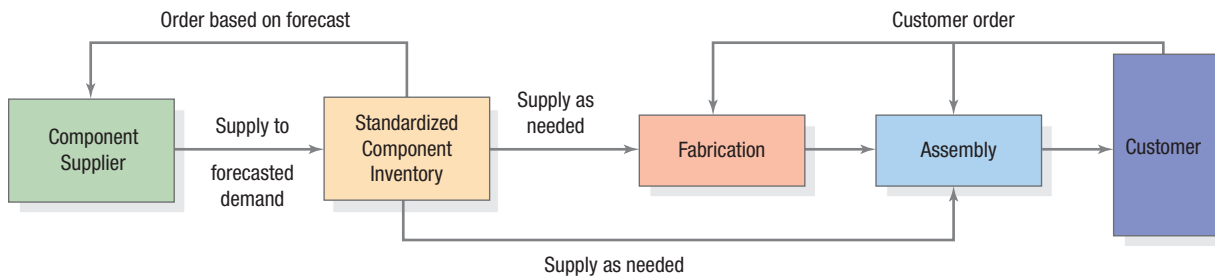 Order based on forecast
Customer order
Component
Supplier
Supply to
forecasted
demand
Standardized
Component
Inventory
Supply as
needed
Fabrication
Assembly
Customer
Supply as needed